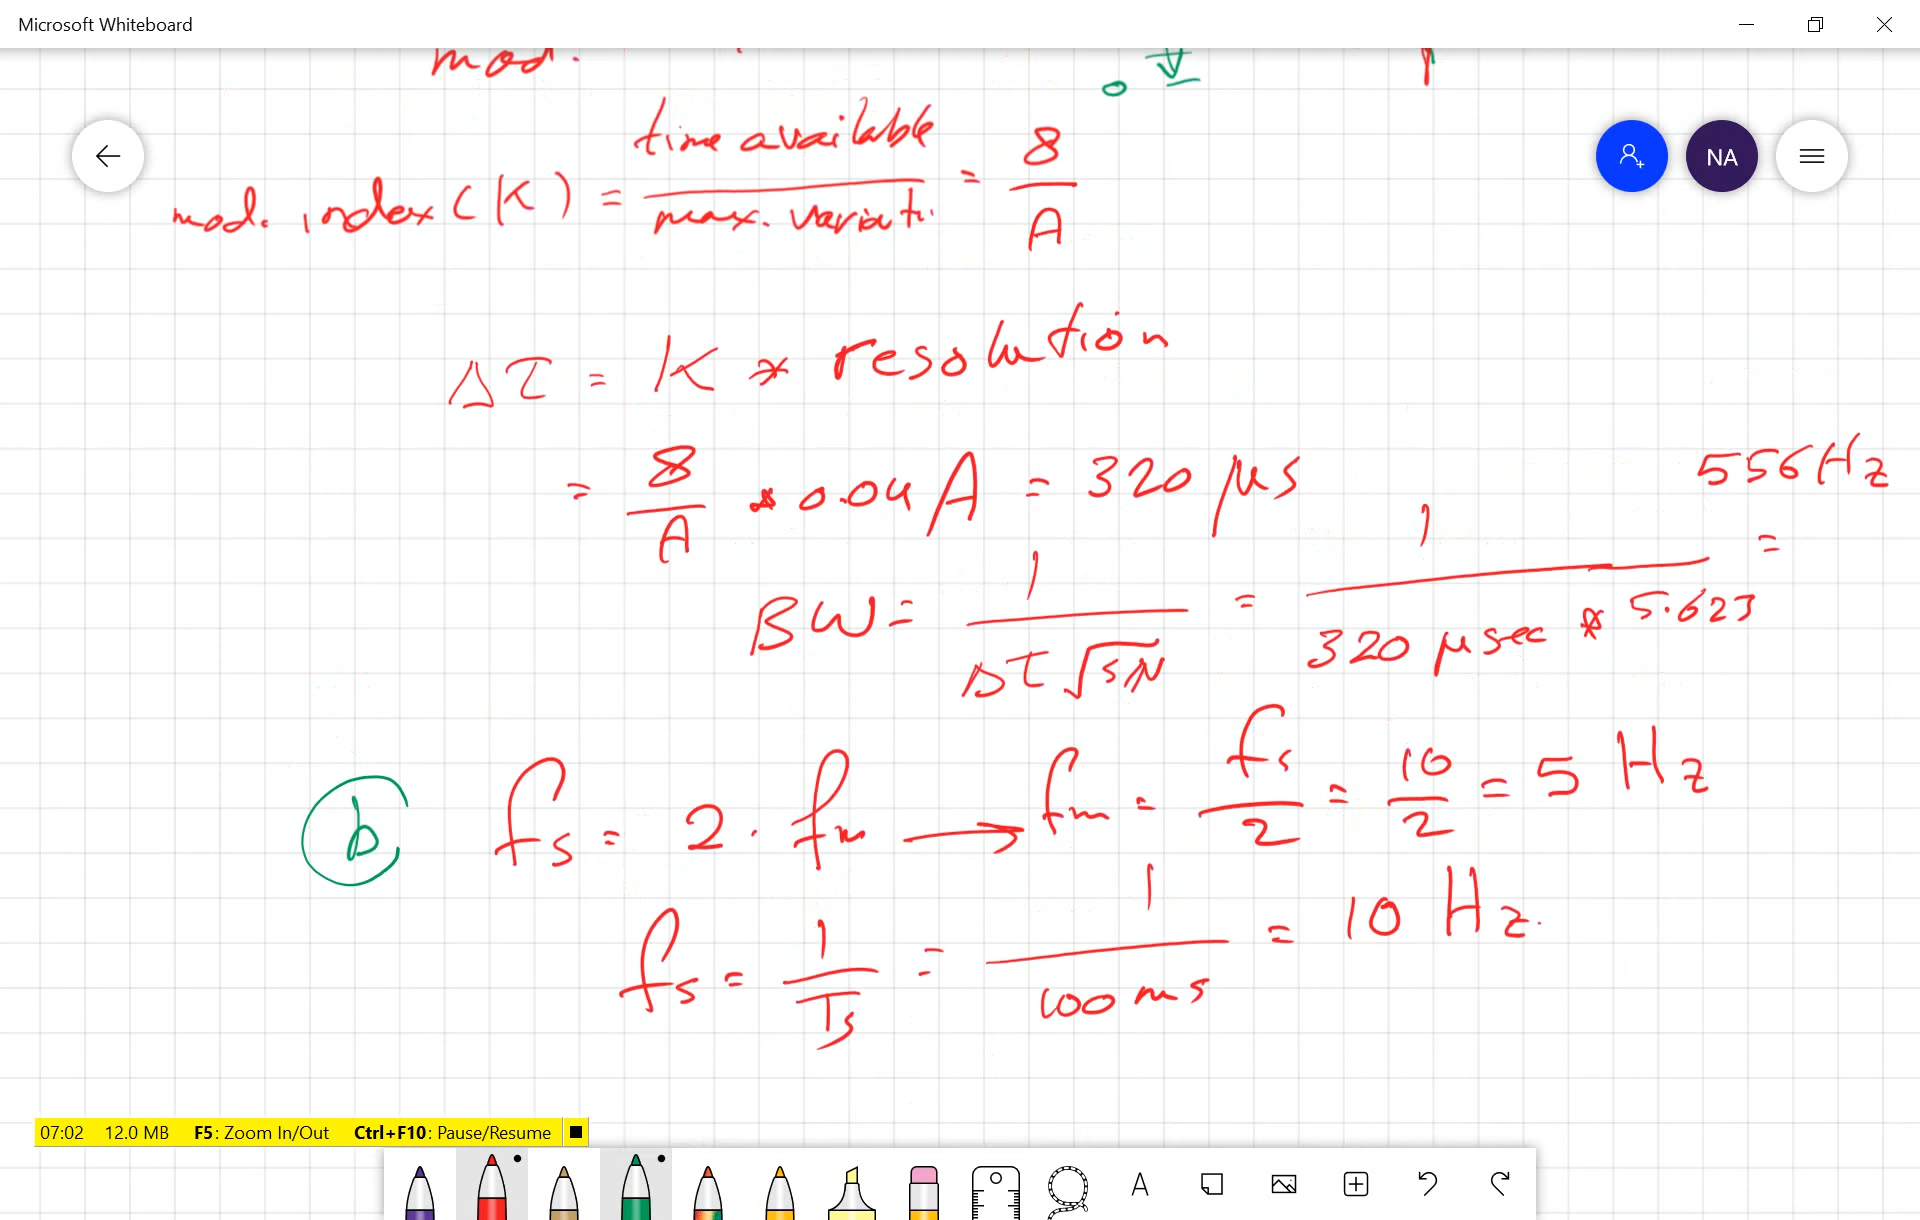 Microsoft Whiteboard
mod.
time available
mod. index (K) = ―――― = 8/A
max. variati.
NA
Δτ = K * resolution
= 8/A * 0.04 A = 320 μs
BW = 1/(Δτ √SN) = 1/(320 μsec * 5.623) = 556 Hz
b fs = 2 . fm → fm = fs/2 = 10/2 = 5 Hz
fs = 1/Ts = 1/100 ms = 10 Hz.
07:02 12.0 MB F5: Zoom In/Out Ctrl+F10: Pause/Resume